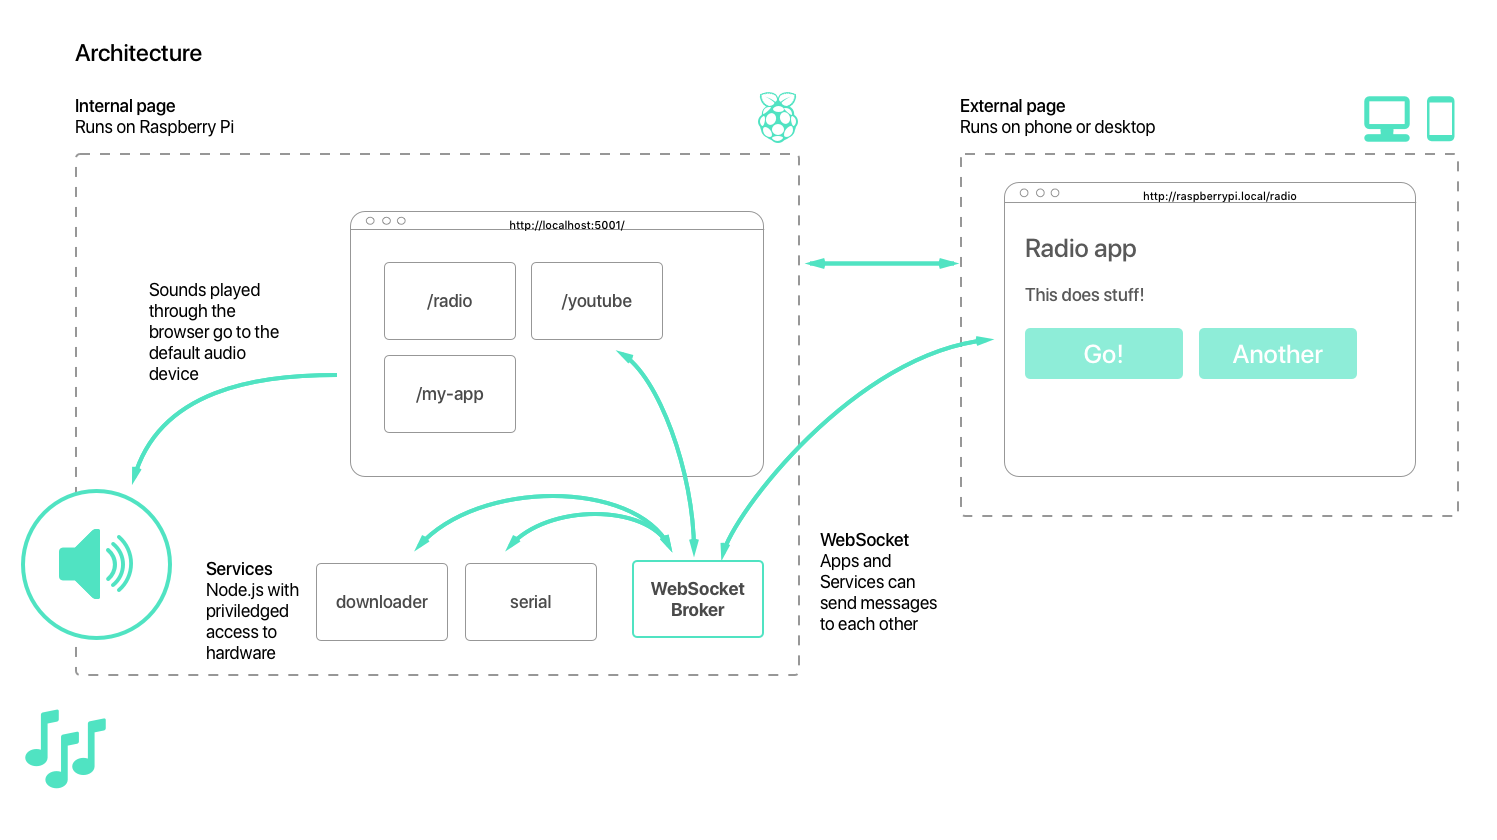 Architecture
Internal page
Runs on Raspberry Pi
External page
Runs on phone or desktop
http://localhost:5001/
/radio
/youtube
/my-app
Sounds played
through the
browser go to the
default audio
device
http://raspberrypi.local/radio
Radio app
This does stuff!
Go!
Another
Services
Node.js with
priviledged
access to
hardware
downloader
serial
WebSocket
Broker
WebSocket
Apps and
Services can
send messages
to each other